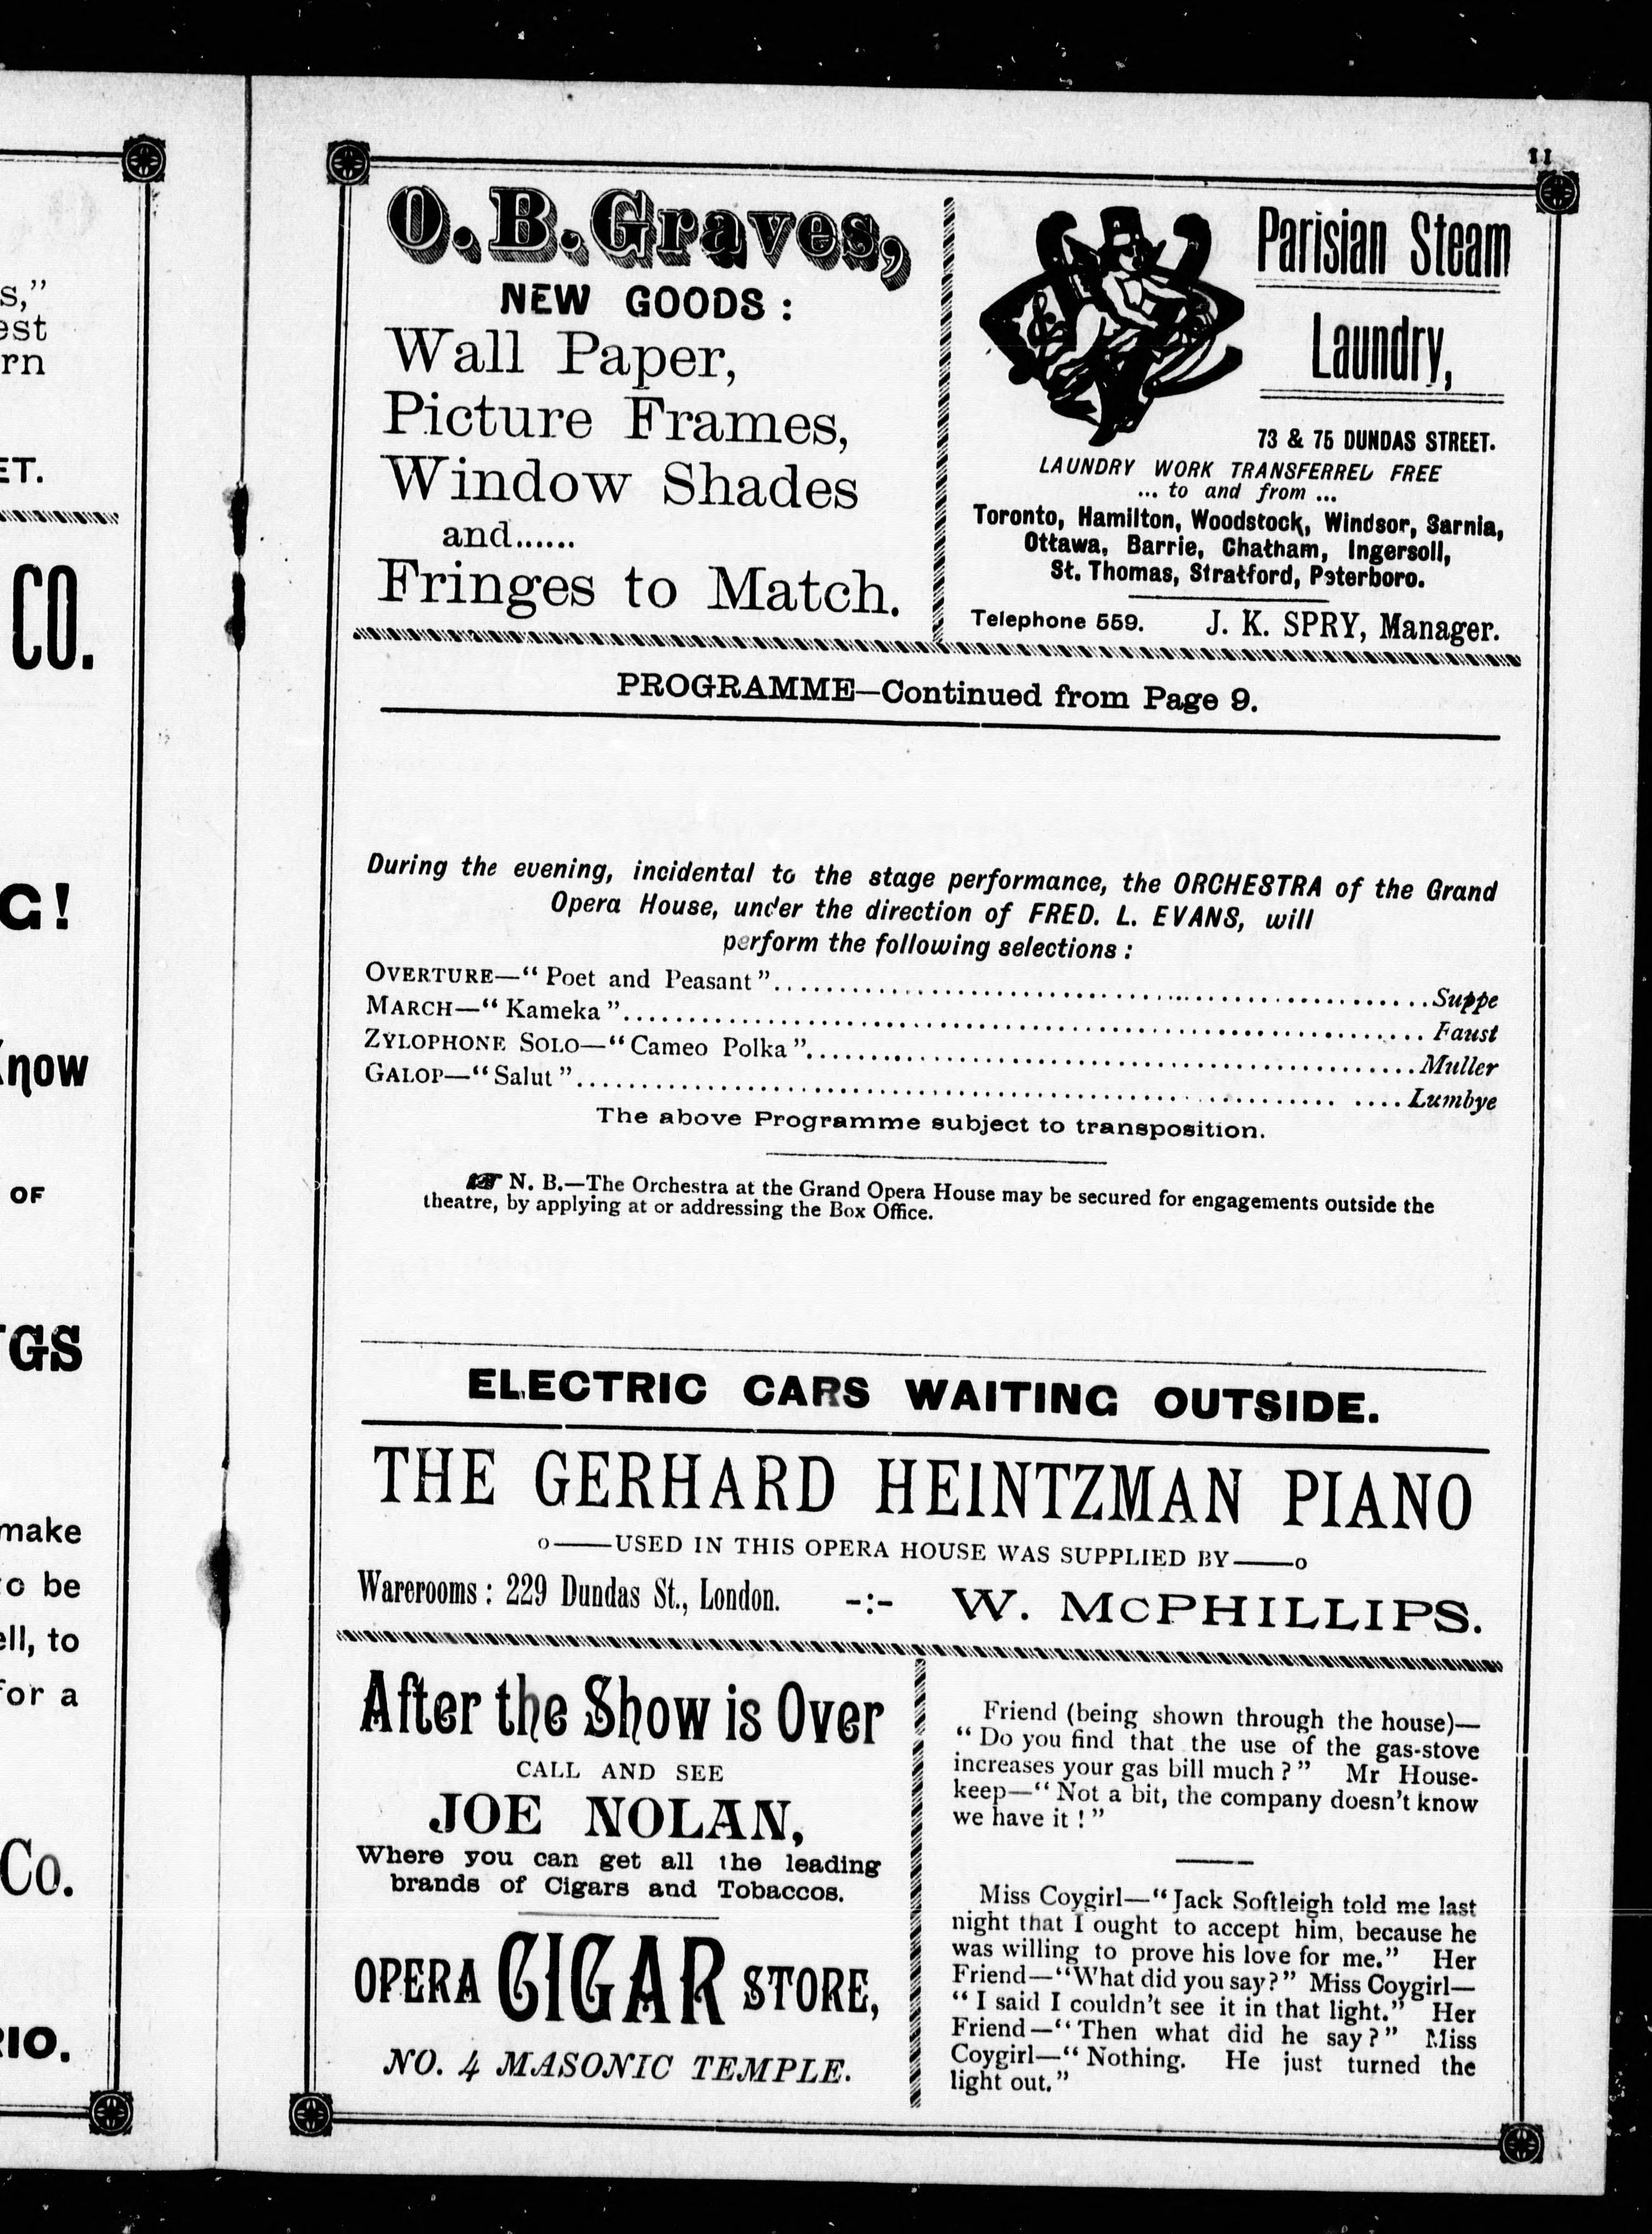 s,”
est
rn
ET.
CO.
G!
Know
OF
GS
make
to be
ell, to
for a
Co.
RIO.
11
O. B. Graves,
NEW GOODS :
Wall Paper,
Picture Frames,
Window Shades
and......
Fringes to Match.
Parisian Steam
Laundry,
73 & 75 DUNDAS STREET.
LAUNDRY WORK TRANSFERRED FREE
... to and from ...
Toronto, Hamilton, Woodstock, Windsor, Sarnia,
Ottawa, Barrie, Chatham, Ingersoll,
St. Thomas, Stratford, Peterboro.
Telephone 559. J. K. SPRY, Manager.
PROGRAMME—Continued from Page 9.
During the evening, incidental to the stage performance, the ORCHESTRA of the Grand
Opera House, under the direction of FRED. L. EVANS, will
perform the following selections :
OVERTURE—“ Poet and Peasant ”.................Suppe
MARCH—“ Kameka ”.................Faust
ZYLOPHONE SOLO—“ Cameo Polka ”.................Muller
GALOP—“ Salut ”.................Lumbye
The above Programme subject to transposition.
☞ N. B.—The Orchestra at the Grand Opera House may be secured for engagements outside the
theatre, by applying at or addressing the Box Office.
ELECTRIC CARS WAITING OUTSIDE.
THE GERHARD HEINTZMAN PIANO
o——USED IN THIS OPERA HOUSE WAS SUPPLIED BY——o
Warerooms : 229 Dundas St., London. -:- W. MCPHILLIPS.
After the Show is Over
CALL AND SEE
JOE NOLAN,
Where you can get all the leading
brands of Cigars and Tobaccos.
OPERA CIGAR STORE,
NO. 4 MASONIC TEMPLE.
Friend (being shown through the house)—
“ Do you find that the use of the gas-stove
increases your gas bill much ? ” Mr House-
keep—“ Not a bit, the company doesn’t know
we have it ! ”
Miss Coygirl—“ Jack Softleigh told me last
night that I ought to accept him, because he
was willing to prove his love for me.” Her
Friend—“What did you say?” Miss Coygirl—
“ I said I couldn’t see it in that light.” Her
Friend—“ Then what did he say ? ” Miss
Coygirl—“ Nothing. He just turned the
light out.”